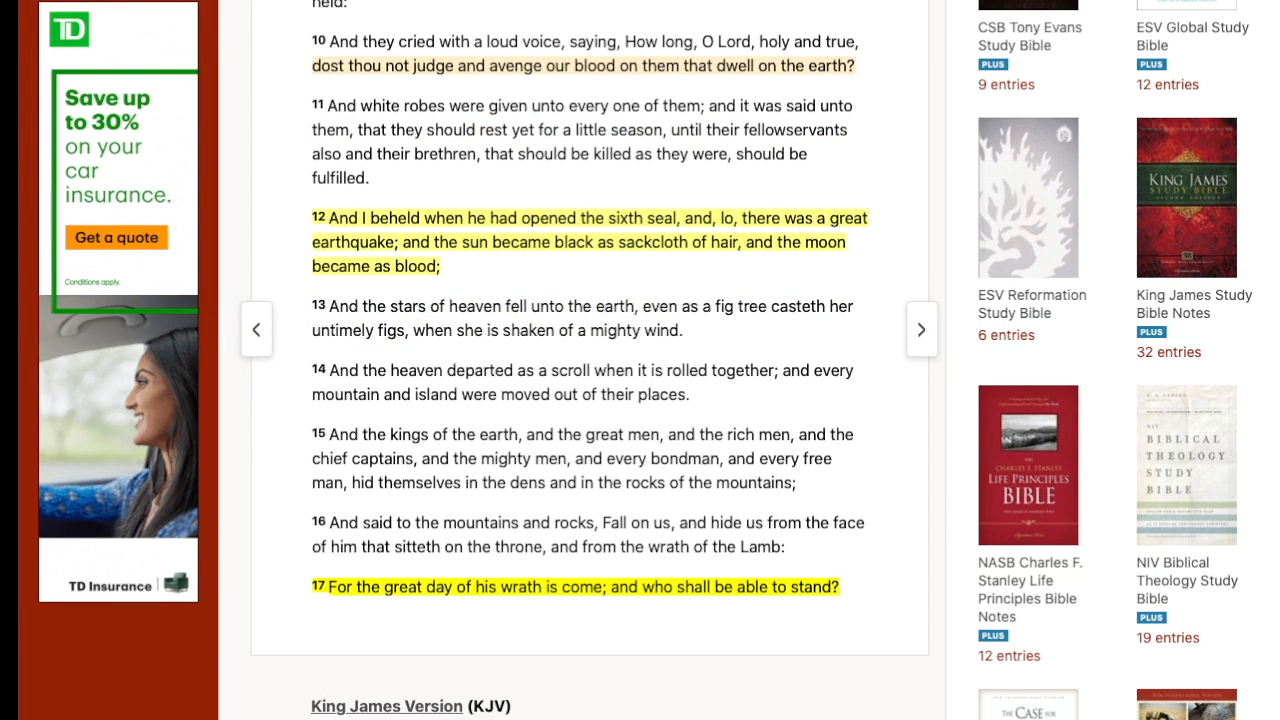 TD
Save up
to 30%
on your
car
insurance.
Get a quote
Conditions apply.
TD Insurance
held:
10 And they cried with a loud voice, saying, How long, O Lord, holy and true,
dost thou not judge and avenge our blood on them that dwell on the earth?
11 And white robes were given unto every one of them; and it was said unto
them, that they should rest yet for a little season, until their fellowservants
also and their brethren, that should be killed as they were, should be
fulfilled.
12 And I beheld when he had opened the sixth seal, and, lo, there was a great
earthquake; and the sun became black as sackcloth of hair, and the moon
became as blood;
13 And the stars of heaven fell unto the earth, even as a fig tree casteth her
untimely figs, when she is shaken of a mighty wind.
14 And the heaven departed as a scroll when it is rolled together; and every
mountain and island were moved out of their places.
15 And the kings of the earth, and the great men, and the rich men, and the
chief captains, and the mighty men, and every bondman, and every free
man, hid themselves in the dens and in the rocks of the mountains;
16 And said to the mountains and rocks, Fall on us, and hide us from the face
of him that sitteth on the throne, and from the wrath of the Lamb:
17 For the great day of his wrath is come; and who shall be able to stand?
King James Version (KJV)
CSB Tony Evans
Study Bible
PLUS
9 entries
ESV Global Study
Bible
PLUS
12 entries
ESV Reformation
Study Bible
6 entries
KING JAMES
STUDY BIBLE
SECOND EDITION
King James Study
Bible Notes
PLUS
32 entries
THE
CHARLES F. STANLEY
LIFE PRINCIPLES
BIBLE
NASB Charles F.
Stanley Life
Principles Bible
Notes
PLUS
12 entries
D. A. CARSON
NIV
BIBLICAL
THEOLOGY
STUDY
BIBLE
NIV Biblical
Theology Study
Bible
PLUS
19 entries
THE CASE FOR